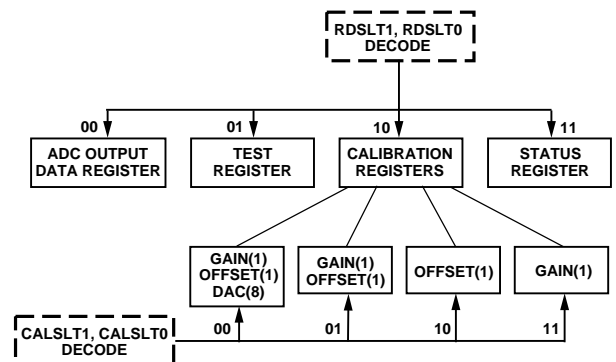 RDSLT1, RDSLT0
DECODE
00
01
10
11
ADC OUTPUT
DATA REGISTER
TEST
REGISTER
CALIBRATION
REGISTERS
STATUS
REGISTER
GAIN(1)
OFFSET(1)
DAC(8)
GAIN(1)
OFFSET(1)
OFFSET(1)
GAIN(1)
CALSLT1, CALSLT0
DECODE
00
01
10
11